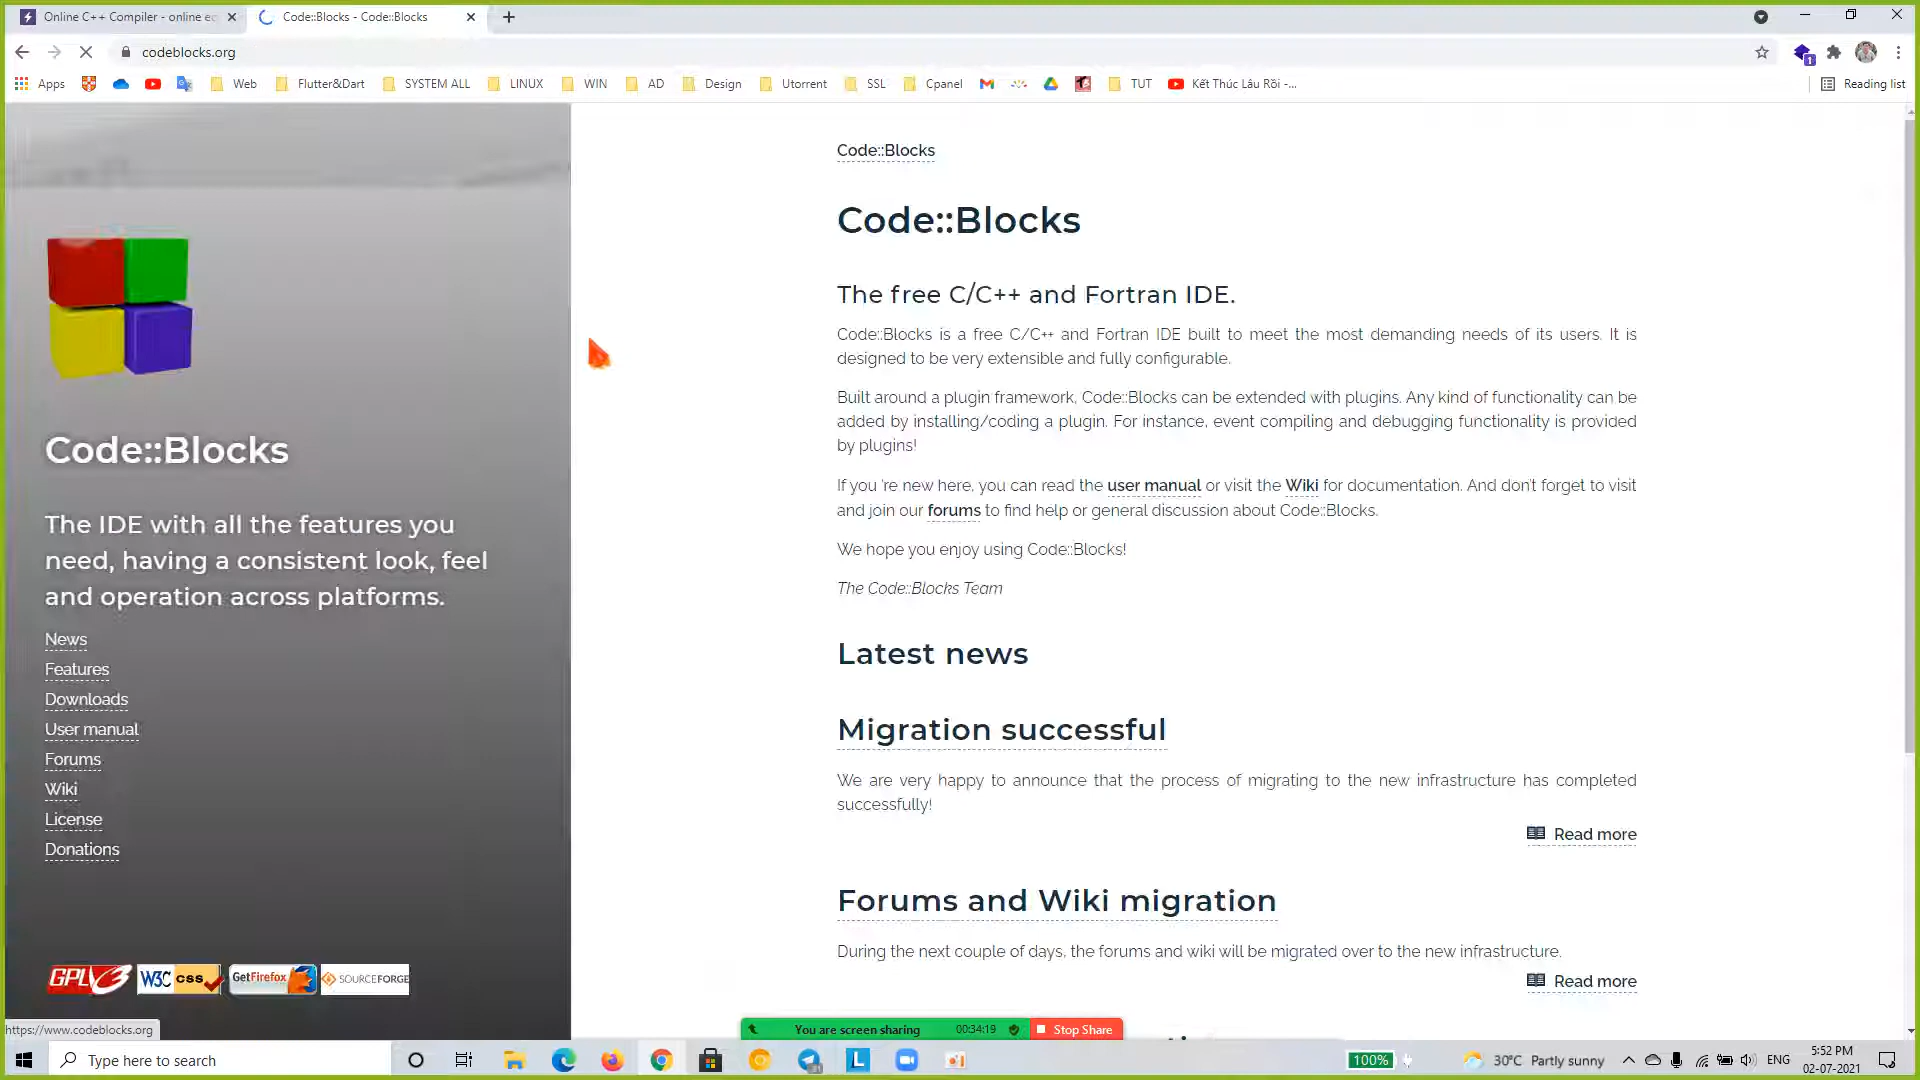 Online C++ Compiler - online ec
Code::Blocks - Code::Blocks
codeblocks.org
1
Apps
Web
Flutter&Dart
SYSTEM ALL
LINUX
WIN
AD
Design
Utorrent
SSL
Cpanel
TUT
Kết Thúc Lâu Rồi -...
Reading list
Code::Blocks
The IDE with all the features you
need, having a consistent look, feel
and operation across platforms.
News
Features
Downloads
User manual
Forums
Wiki
License
Donations
GPLv3
W3C css
GetFirefox
SOURCEFORGE
https://www.codeblocks.org
Code::Blocks
Code::Blocks
The free C/C++ and Fortran IDE.
Code::Blocks is a free C/C++ and Fortran IDE built to meet the most demanding needs of its users. It is
designed to be very extensible and fully configurable.
Built around a plugin framework, Code::Blocks can be extended with plugins. Any kind of functionality can be
added by installing/coding a plugin. For instance, event compiling and debugging functionality is provided
by plugins!
If you 're new here, you can read the user manual or visit the Wiki for documentation. And don't forget to visit
and join our forums to find help or general discussion about Code::Blocks.
We hope you enjoy using Code::Blocks!
The Code::Blocks Team
Latest news
Migration successful
We are very happy to announce that the process of migrating to the new infrastructure has completed
successfully!
Read more
Forums and Wiki migration
During the next couple of days, the forums and wiki will be migrated over to the new infrastructure.
Read more
You are screen sharing
00:34:19
Stop Share
Type here to search
L
100%
30°C Partly sunny
ENG
5:52 PM
02-07-2021